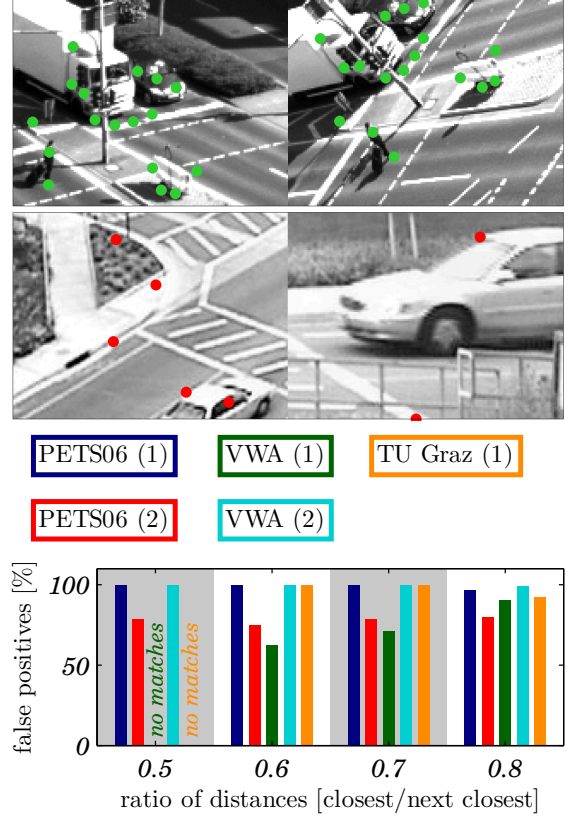 PETS06 (1) VWA (1) TU Graz (1)
PETS06 (2) VWA (2)
false positives [%]
100
50
0
no matches
no matches
0.5 0.6 0.7 0.8
ratio of distances [closest/next closest]